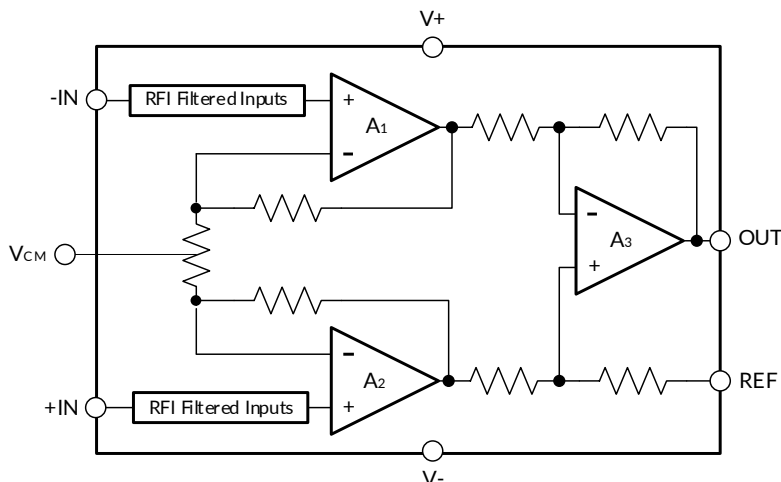 V+
-IN
RFI Filtered Inputs
+
A1
-
-
A3
OUT
VCM
+
-
A2
REF
+IN
RFI Filtered Inputs
+
V-